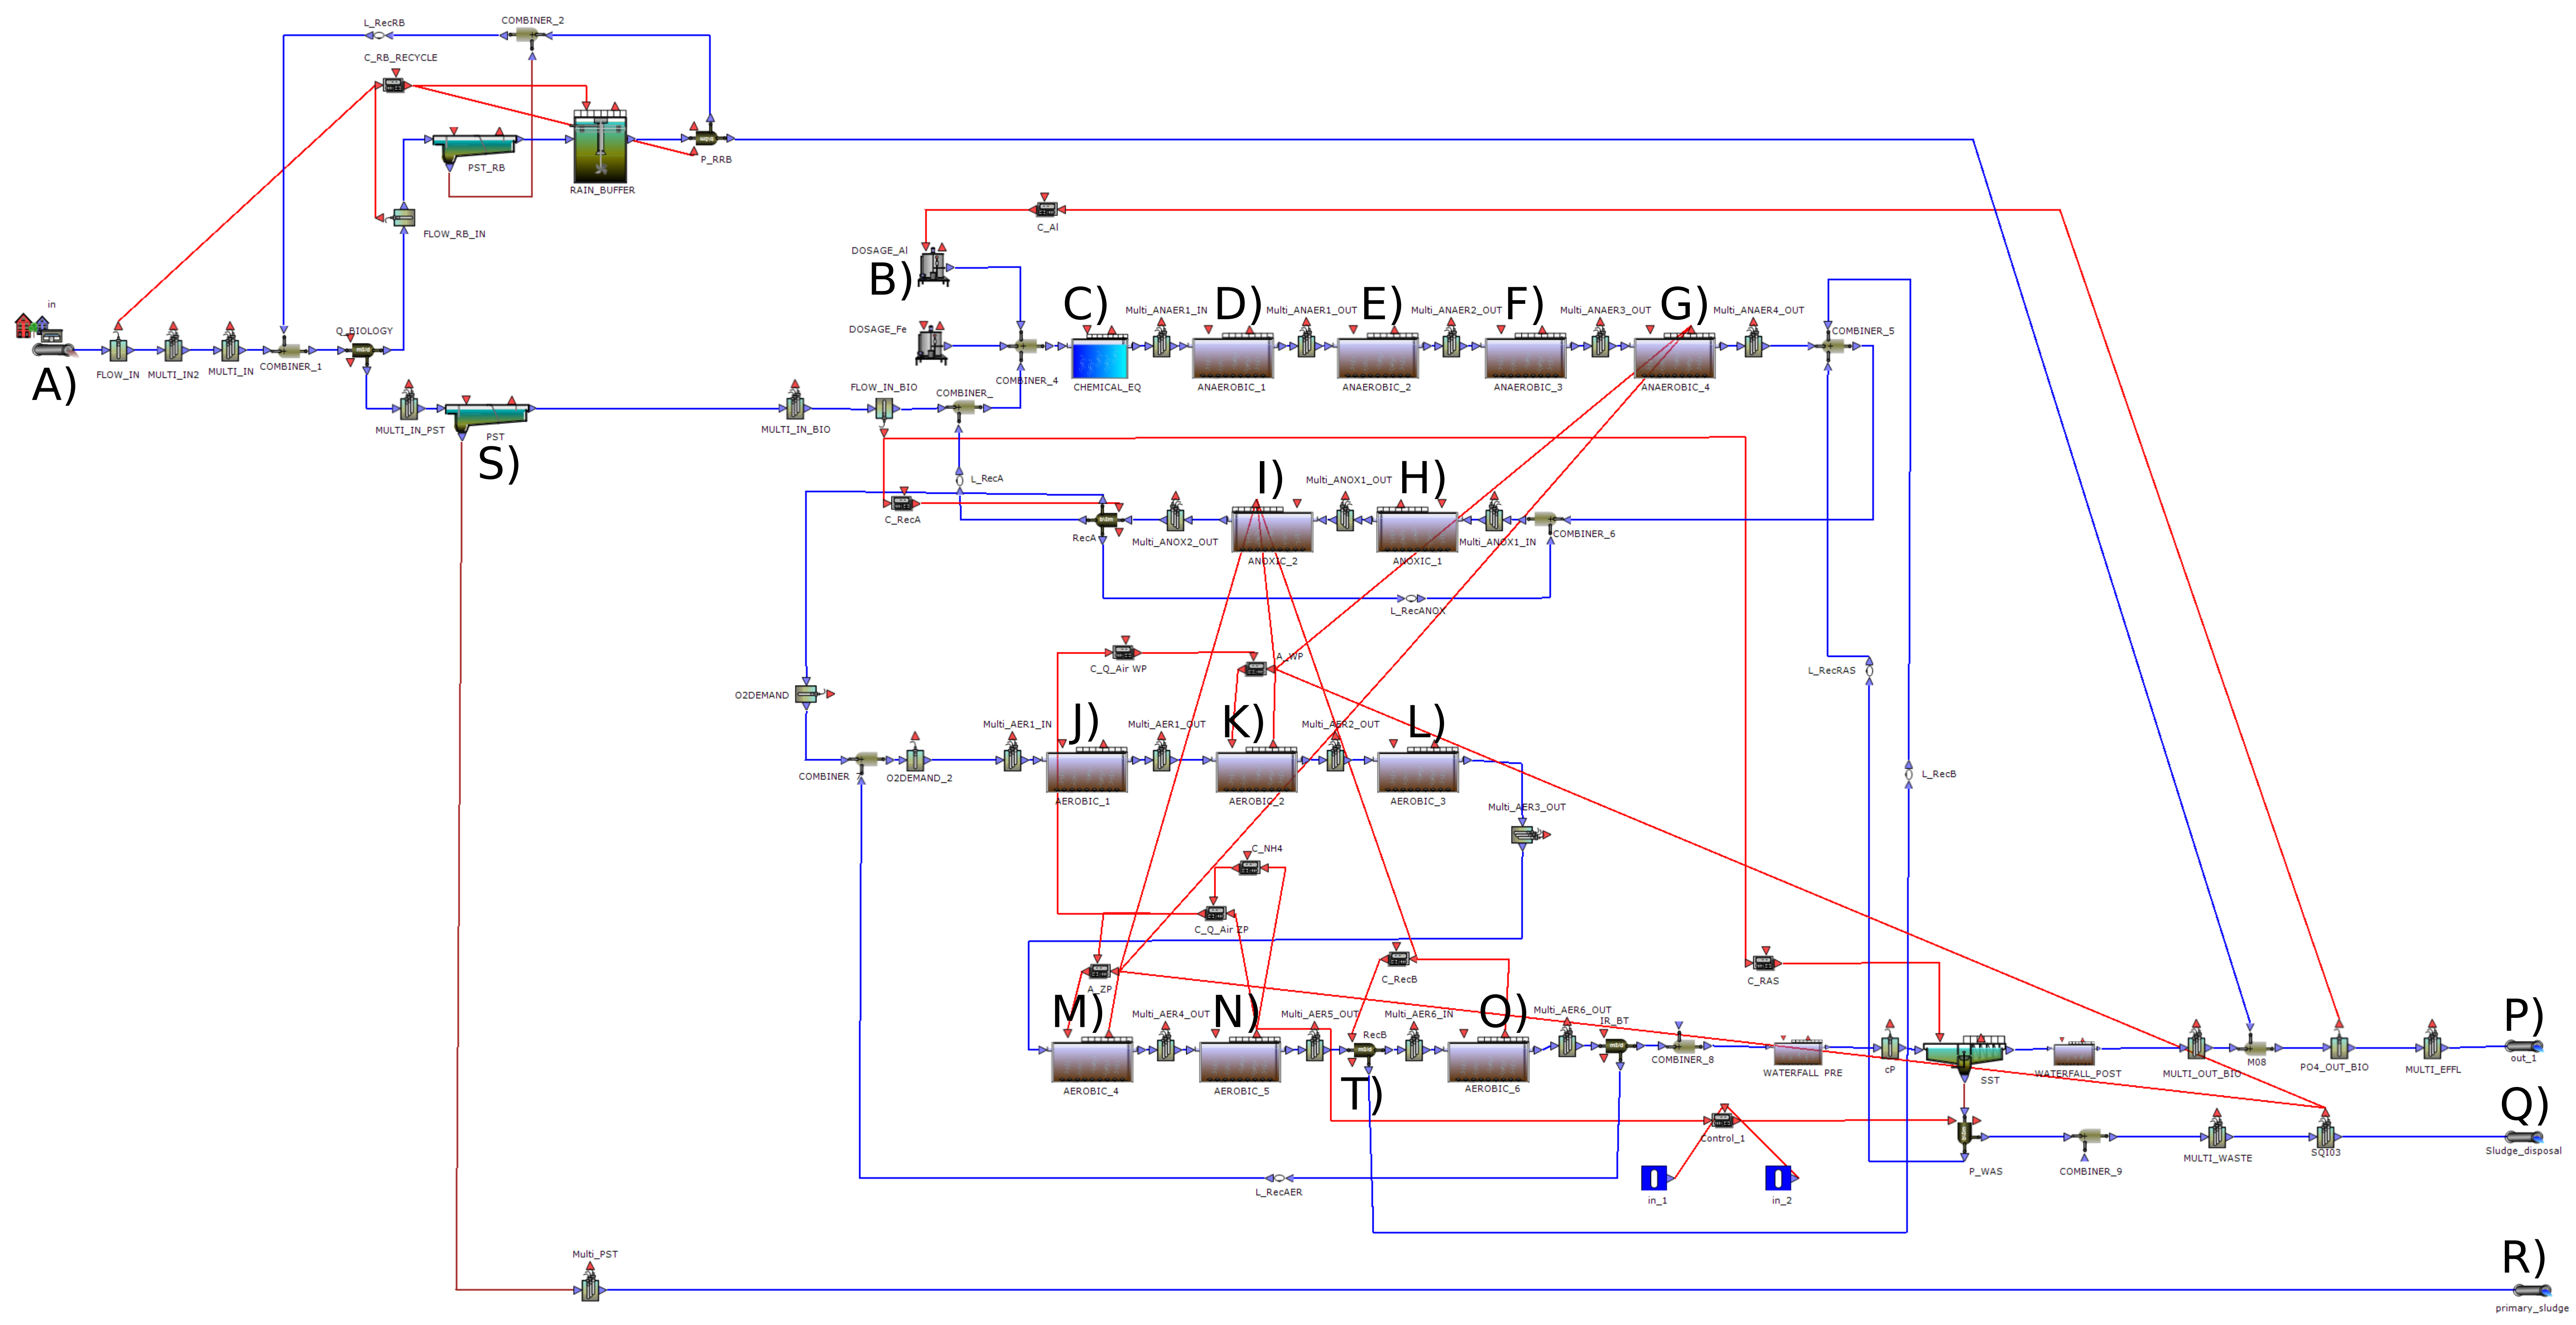 L_RecRB
COMBINER_2
C_RB_RECYCLE
PST_RB
RAIN_BUFFER
P_RRB
FLOW_RB_IN
C_Al
DOSAGE_Al
B)
in
A)
FLOW_IN
MULTI_IN2
MULTI_IN
COMBINER_1
Q_BIOLOGY
DOSAGE_Fe
C)
Multi_ANAER1_IN
D)
Multi_ANAER1_OUT
E)
Multi_ANAER2_OUT
F)
Multi_ANAER3_OUT
G)
Multi_ANAER4_OUT
COMBINER_5
COMBINER_4
CHEMICAL_EQ
ANAEROBIC_1
ANAEROBIC_2
ANAEROBIC_3
ANAEROBIC_4
MULTI_IN_PST
PST
S)
MULTI_IN_BIO
FLOW_IN_BIO
COMBINER_
L_RecA
C_RecA
RecA
Multi_ANOX2_OUT
I)
Multi_ANOX1_OUT
H)
Multi_ANOX1_IN
COMBINER_6
ANOXIC_2
ANOXIC_1
L_RecANOX
C_Q_Air WP
A_WP
L_RecRAS
O2DEMAND
Multi_AER1_IN
J)
Multi_AER1_OUT
K)
Multi_AER2_OUT
L)
COMBINER
O2DEMAND_2
AEROBIC_1
AEROBIC_2
AEROBIC_3
L_RecB
Multi_AER3_OUT
C_NH4
C_Q_Air ZP
A_ZP
C_RecB
C_RAS
M)
Multi_AER4_OUT
N)
Multi_AER5_OUT
RecB
Multi_AER6_IN
O)
Multi_AER6_OUT
IR_BT
P)
AEROBIC_4
AEROBIC_5
T)
AEROBIC_6
COMBINER_8
WATERFALL_PRE
cP
SST
WATERFALL_POST
MULTI_OUT_BIO
M08
PO4_OUT_BIO
MULTI_EFFL
out_1
Q)
Control_1
in_1
in_2
P_WAS
COMBINER_9
MULTI_WASTE
SQI03
Sludge_disposal
L_RecAER
Multi_PST
R)
primary_sludge